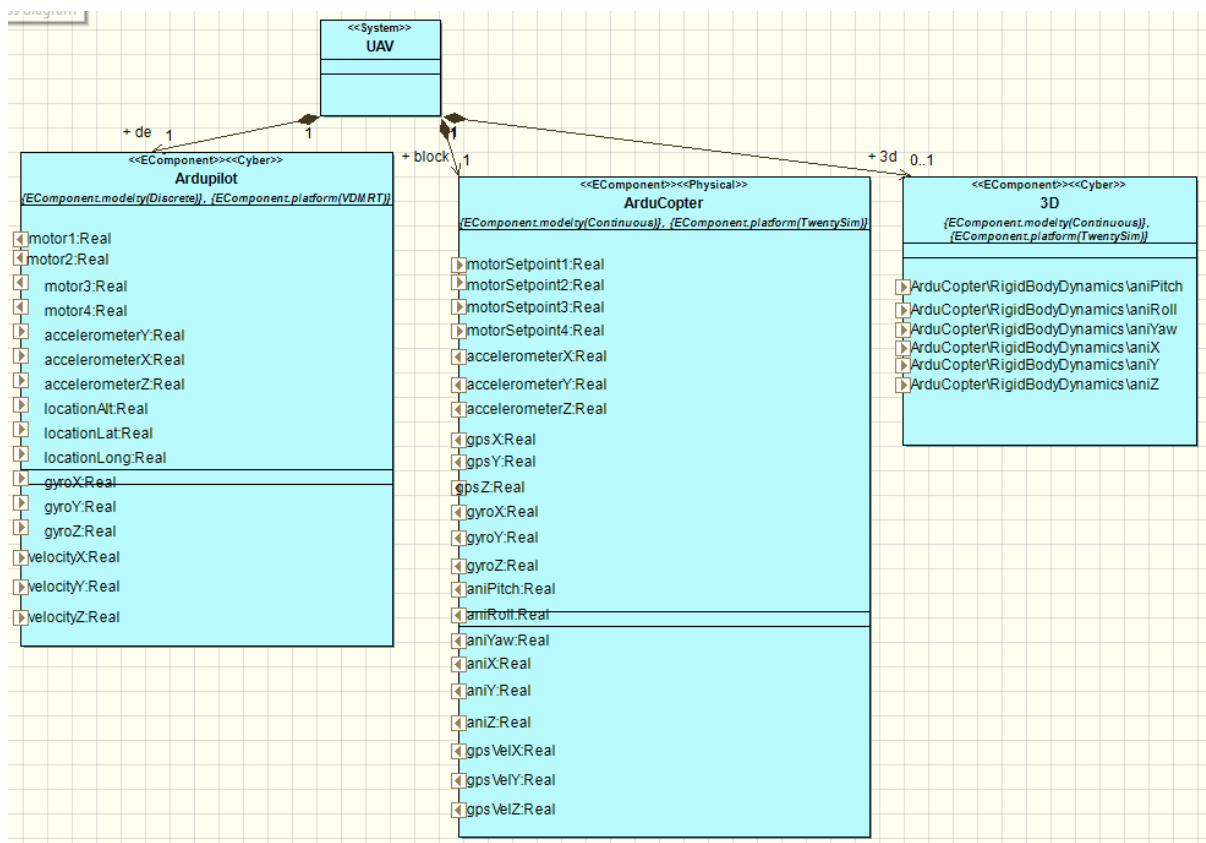 ss diagram
<<System>>
UAV
+ de 1
1
1
+ block 1
+ 3d 0..1
<<EComponent>><<Cyber>>
Ardupilot
{EComponent.modelty(Discrete)}, {EComponent.platform(VDMRT)}
motor1:Real
motor2:Real
motor3:Real
motor4:Real
accelerometerY:Real
accelerometerX:Real
accelerometerZ:Real
locationAlt:Real
locationLat:Real
locationLong:Real
gyroX:Real
gyroY:Real
gyroZ:Real
velocityX:Real
velocityY:Real
velocityZ:Real
<<EComponent>><<Physical>>
ArduCopter
{EComponent.modelty(Continuous)}, {EComponent.platform(TwentySim)}
motorSetpoint1:Real
motorSetpoint2:Real
motorSetpoint3:Real
motorSetpoint4:Real
accelerometerX:Real
accelerometerY:Real
accelerometerZ:Real
gpsX:Real
gpsY:Real
gpsZ:Real
gyroX:Real
gyroY:Real
gyroZ:Real
aniPitch:Real
aniRoll:Real
aniYaw:Real
aniX:Real
aniY:Real
aniZ:Real
gpsVelX:Real
gpsVelY:Real
gpsVelZ:Real
<<EComponent>><<Cyber>>
3D
{EComponent.modelty(Continuous)},
{EComponent.platform(TwentySim)}
ArduCopter\RigidBodyDynamics\aniPitch
ArduCopter\RigidBodyDynamics\aniRoll
ArduCopter\RigidBodyDynamics\aniYaw
ArduCopter\RigidBodyDynamics\aniX
ArduCopter\RigidBodyDynamics\aniY
ArduCopter\RigidBodyDynamics\aniZ